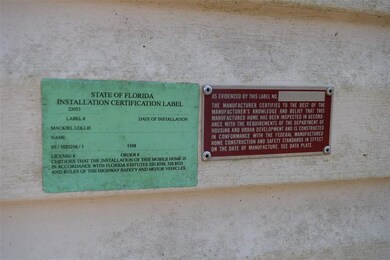 STATE OF FLORIDA
INSTALLATION CERTIFICATION LABEL
LABEL # DATE OF INSTALLATION
MACKIEL LOLLIE
NAME
LICENSE # ORDER #
CERTIFIES THAT THE INSTALLATION OF THIS MOBILE HOME IS
IN ACCORDANCE WITH FLORIDA STATUTES
AND RULES OF THE HIGHWAY SAFETY AND MOTOR VEHICLES.
AS EVIDENCED BY THIS LABEL NO.
THE MANUFACTURER CERTIFIES TO THE BEST OF THE
MANUFACTURER'S KNOWLEDGE AND BELIEF THAT THIS
MANUFACTURED HOME HAS BEEN INSPECTED IN ACCORD-
ANCE WITH THE REQUIREMENTS OF THE DEPARTMENT OF
HOUSING AND URBAN DEVELOPMENT AND IS CONSTRUCTED
IN CONFORMANCE WITH THE FEDERAL MANUFACTURED
HOME CONSTRUCTION AND SAFETY STANDARDS IN EFFECT
ON THE DATE OF MANUFACTURE. SEE DATA PLATE.